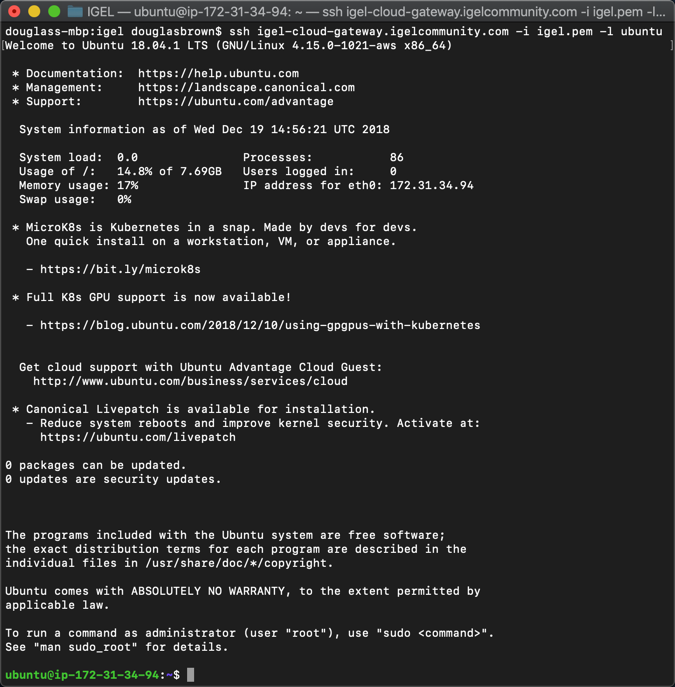 IGEL — ubuntu@ip-172-31-34-94: ~ — ssh igel-cloud-gateway.igelcommunity.com -i igel.pem -l...
douglass-mbp:igel douglasbrown$ ssh igel-cloud-gateway.igelcommunity.com -i igel.pem -l ubuntu
[Welcome to Ubuntu 18.04.1 LTS (GNU/Linux 4.15.0-1021-aws x86_64) ]
* Documentation: https://help.ubuntu.com
* Management: https://landscape.canonical.com
* Support: https://ubuntu.com/advantage
System information as of Wed Dec 19 14:56:21 UTC 2018
System load: 0.0 Processes: 86
Usage of /: 14.8% of 7.69GB Users logged in: 0
Memory usage: 17% IP address for eth0: 172.31.34.94
Swap usage: 0%
* MicroK8s is Kubernetes in a snap. Made by devs for devs.
One quick install on a workstation, VM, or appliance.
- https://bit.ly/microk8s
* Full K8s GPU support is now available!
- https://blog.ubuntu.com/2018/12/10/using-gpgpus-with-kubernetes
Get cloud support with Ubuntu Advantage Cloud Guest:
http://www.ubuntu.com/business/services/cloud
* Canonical Livepatch is available for installation.
- Reduce system reboots and improve kernel security. Activate at:
https://ubuntu.com/livepatch
0 packages can be updated.
0 updates are security updates.
The programs included with the Ubuntu system are free software;
the exact distribution terms for each program are described in the
individual files in /usr/share/doc/*/copyright.
Ubuntu comes with ABSOLUTELY NO WARRANTY, to the extent permitted by
applicable law.
To run a command as administrator (user "root"), use "sudo <command>".
See "man sudo_root" for details.
ubuntu@ip-172-31-34-94:~$